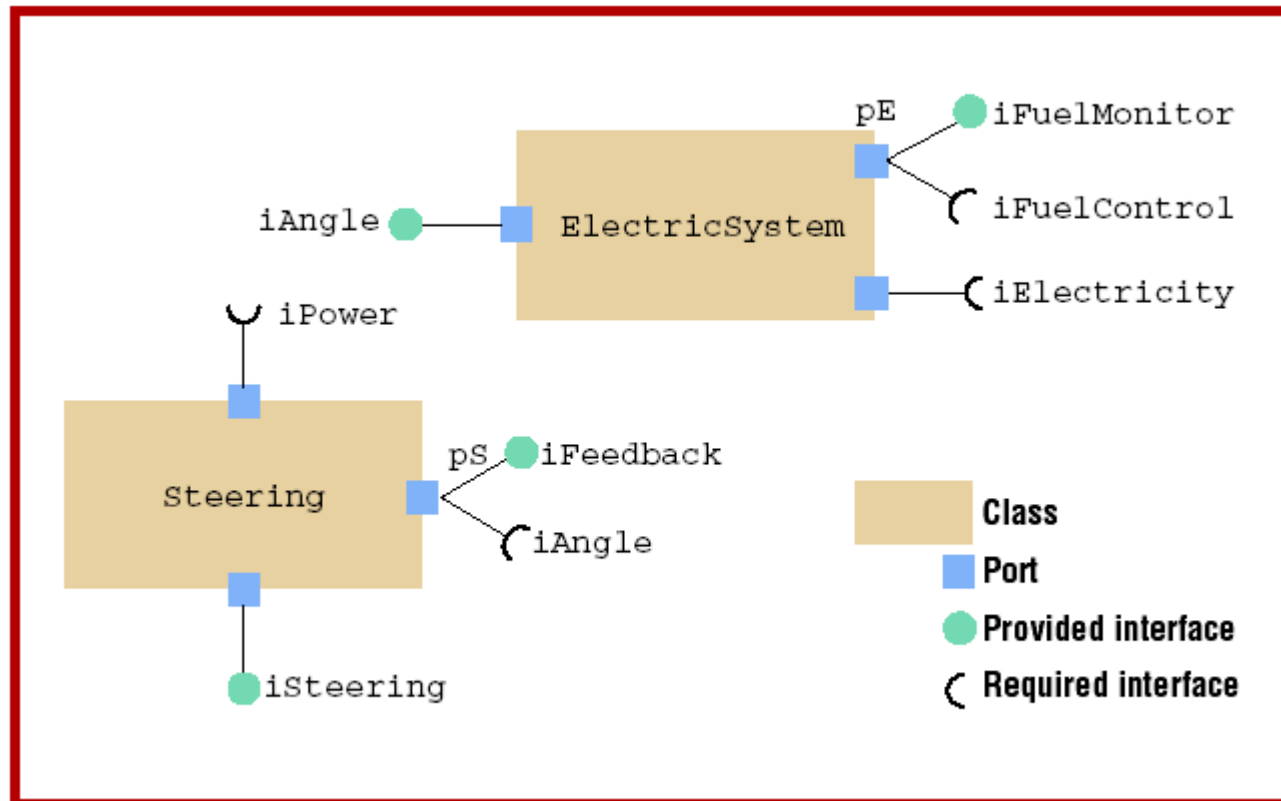 pE
iFuelMonitor
iAngle
ElectricSystem
iFuelControl
iElectricity
iPower
pS
iFeedback
Steering
iAngle
iSteering
Class
Port
Provided interface
Required interface